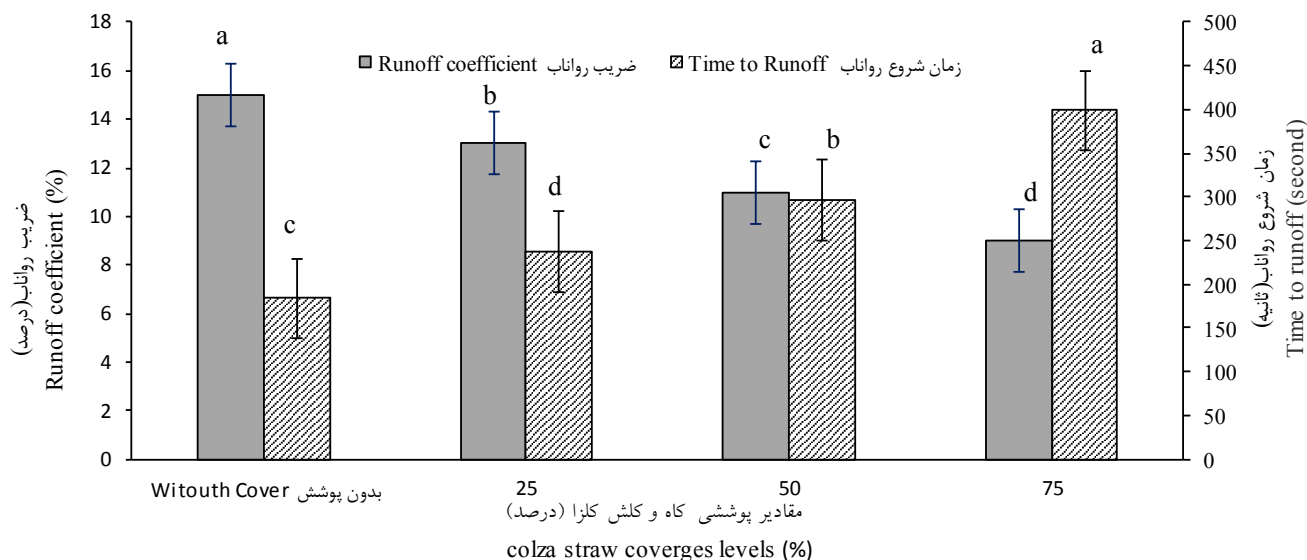 ضریب رواناب(درصد)
Runoff coefficient (%)
18
16
14
12
10
8
6
4
2
0
Runoff coefficient ضریب رواناب
Time to Runoff زمان شروع رواناب
a
c
b
d
c
b
d
a
500
450
400
350
300
250
200
150
100
50
0
زمان شروع رواناب(ثانیه)
Time to runoff (second)
Witouth Cover بدون پوشش
25
50
75
مقادیر پوششی کاه و کلش کلزا (درصد)
colza straw coverges levels (%)